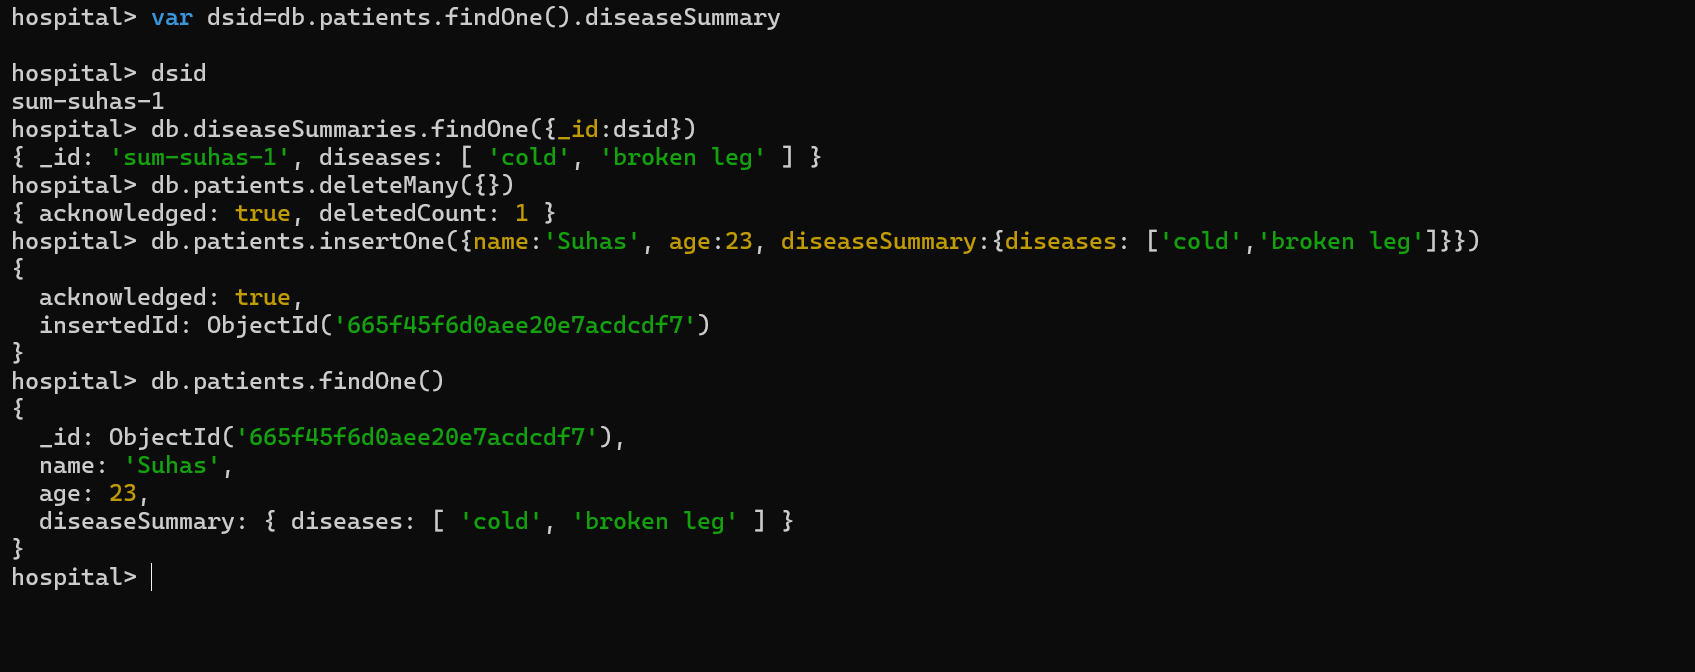 hospital> var dsid=db.patients.findOne().diseaseSummary
hospital> dsid
sum-suhas-1
hospital> db.diseaseSummaries.findOne({_id:dsid})
{ _id: 'sum-suhas-1', diseases: [ 'cold', 'broken leg' ] }
hospital> db.patients.deleteMany({})
{ acknowledged: true, deletedCount: 1 }
hospital> db.patients.insertOne({name:'Suhas', age:23, diseaseSummary:{diseases: ['cold','broken leg']}})
{
  acknowledged: true,
  insertedId: ObjectId('665f45f6d0aee20e7acdcdf7')
}
hospital> db.patients.findOne()
{
  _id: ObjectId('665f45f6d0aee20e7acdcdf7'),
  name: 'Suhas',
  age: 23,
  diseaseSummary: { diseases: [ 'cold', 'broken leg' ] }
}
hospital>